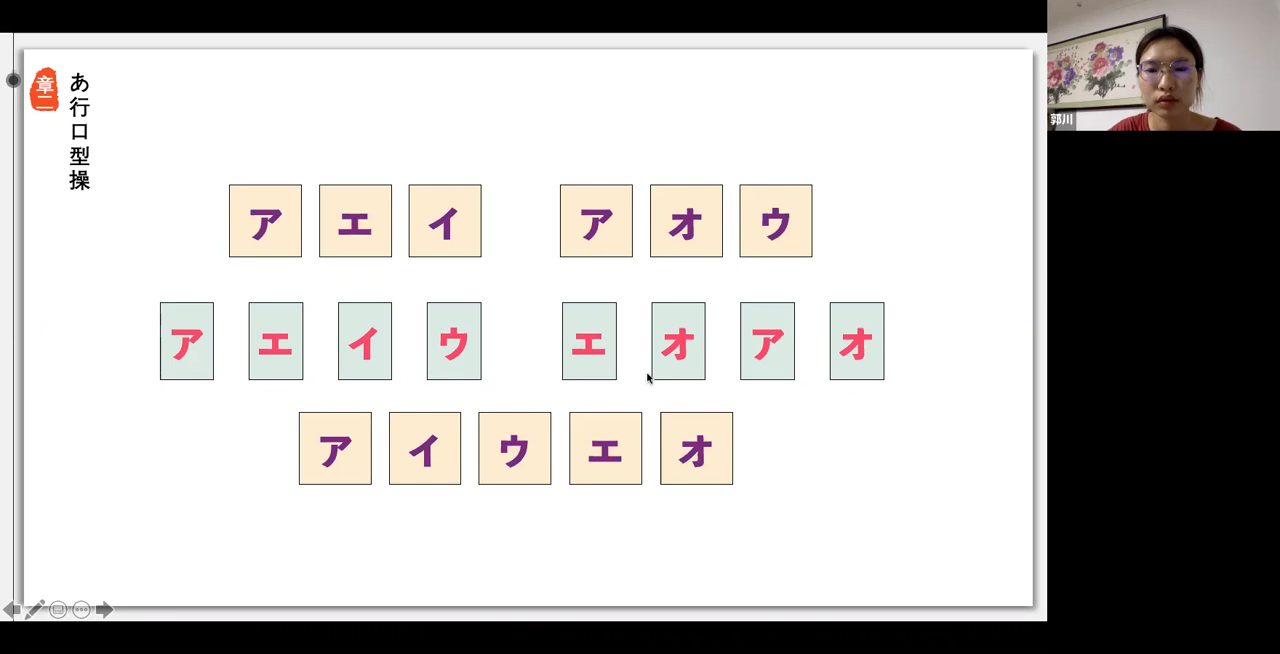 章二
あ行口型操
ア エ イ ア オ ウ
ア エ イ ウ エ オ ア オ
ア イ ウ エ オ
郭川